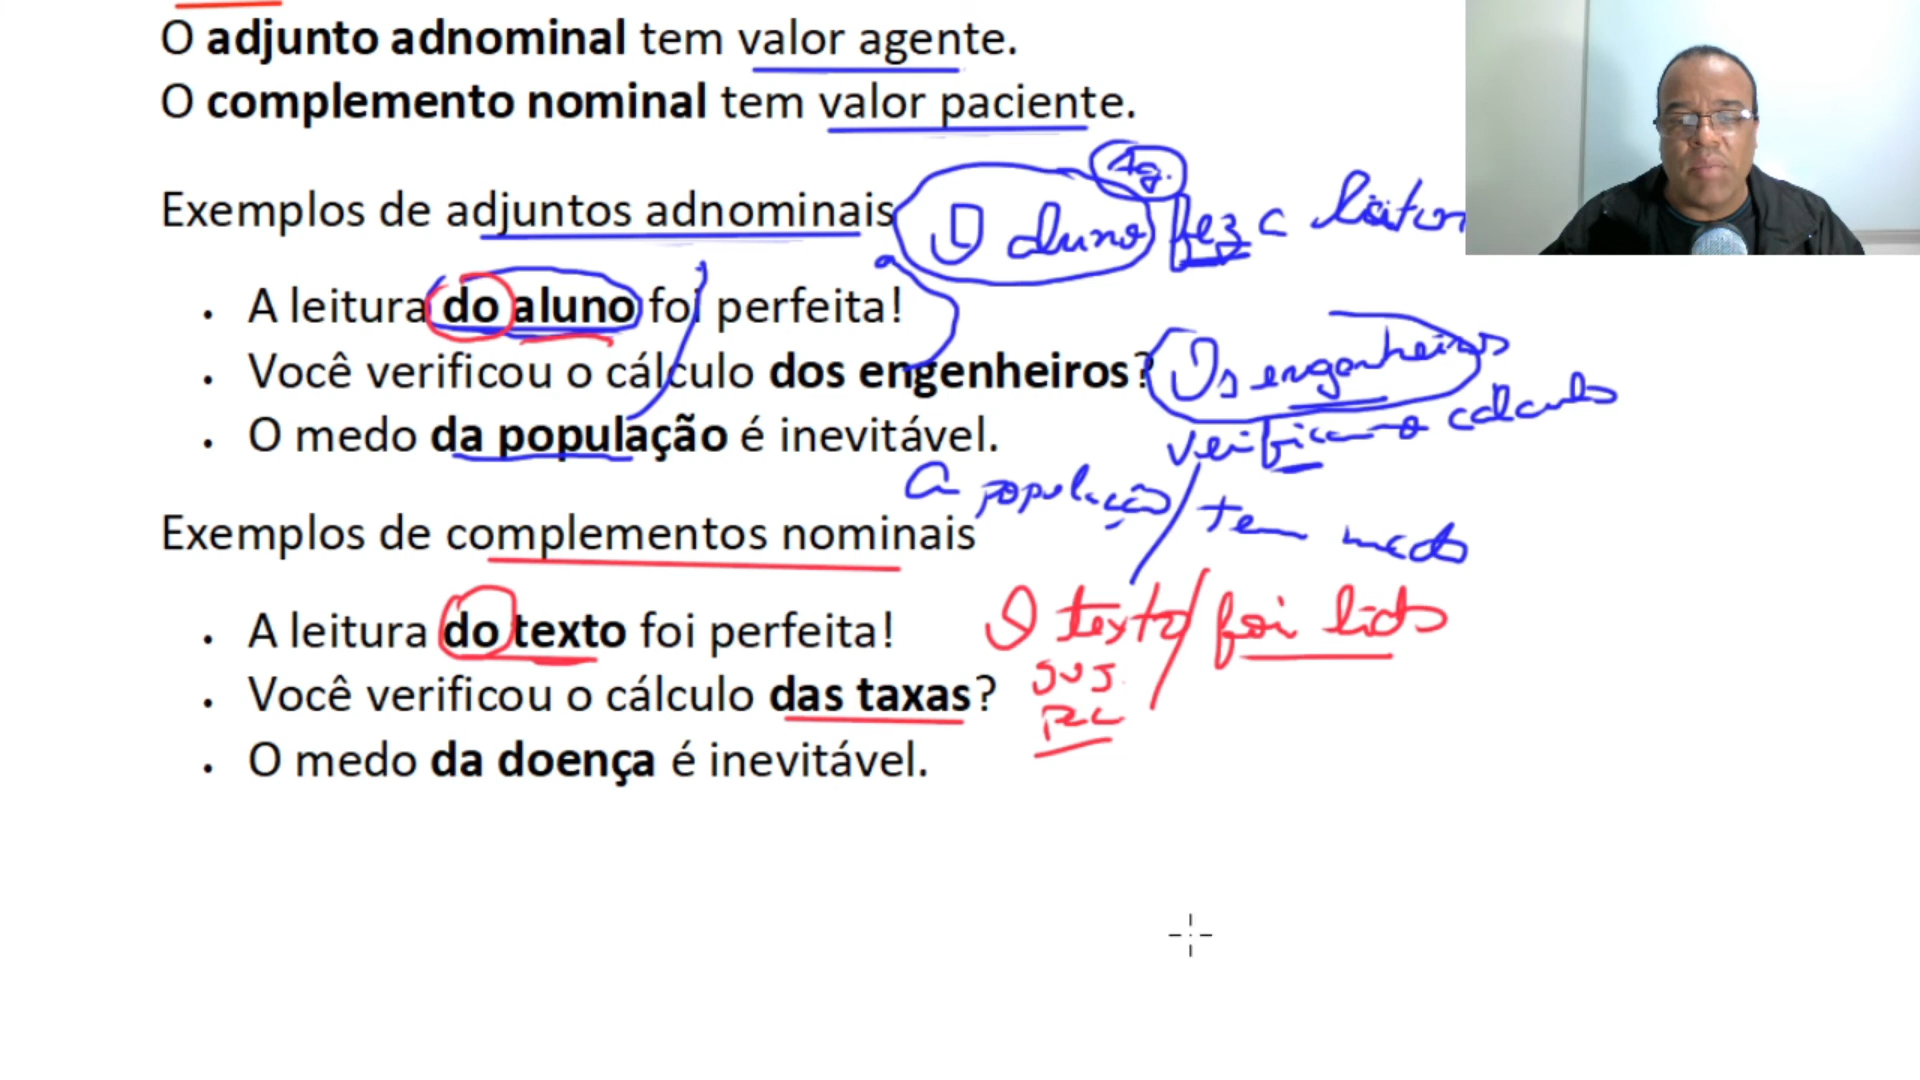 O adjunto adnominal tem valor agente.
O complemento nominal tem valor paciente.
Ag.
Exemplos de adjuntos adnominais
O aluno fez a leitur
• A leitura do aluno foi perfeita!
• Você verificou o cálculo dos engenheiros?
Os engenheiros
verificam o cálculo
• O medo da população é inevitável.
A população / tem medo
Exemplos de complementos nominais
• A leitura do texto foi perfeita!
O texto / foi lido
SUJ.
• Você verificou o cálculo das taxas?
• O medo da doença é inevitável.